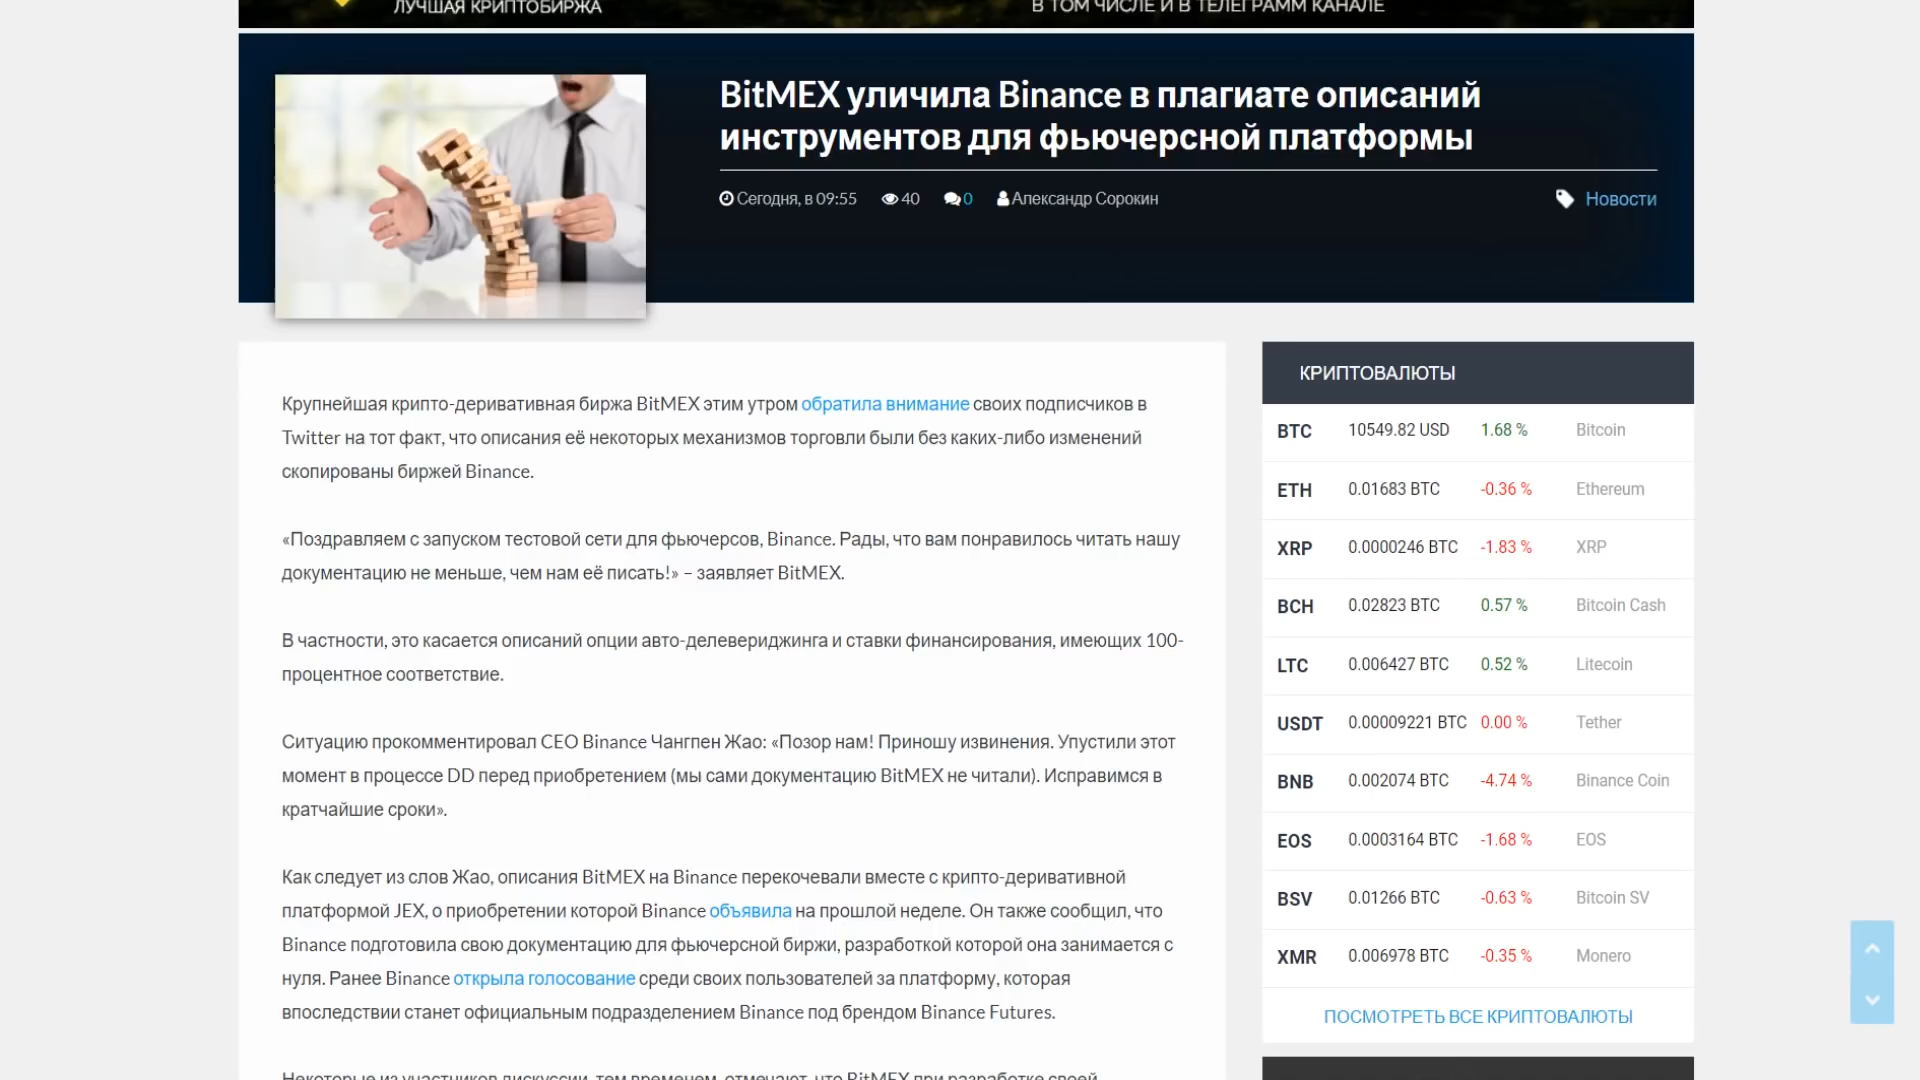 ЛУЧШАЯ КРИПТОБИРЖА
В ТОМ ЧИСЛЕ И В ТЕЛЕГРАММ КАНАЛЕ
BitMEX уличила Binance в плагиате описаний
инструментов для фьючерсной платформы
Сегодня, в 09:55 40 0 Александр Сорокин Новости
Крупнейшая крипто-деривативная биржа BitMEX этим утром обратила внимание своих подписчиков в
Twitter на тот факт, что описания её некоторых механизмов торговли были без каких-либо изменений
скопированы биржей Binance.
«Поздравляем с запуском тестовой сети для фьючерсов, Binance. Рады, что вам понравилось читать нашу
документацию не меньше, чем нам её писать!» – заявляет BitMEX.
В частности, это касается описаний опции авто-делевериджинга и ставки финансирования, имеющих 100-
процентное соответствие.
Ситуацию прокомментировал CEO Binance Чангпен Жао: «Позор нам! Приношу извинения. Упустили этот
момент в процессе DD перед приобретением (мы сами документацию BitMEX не читали). Исправимся в
кратчайшие сроки».
Как следует из слов Жао, описания BitMEX на Binance перекочевали вместе с крипто-деривативной
платформой JEX, о приобретении которой Binance объявила на прошлой неделе. Он также сообщил, что
Binance подготовила свою документацию для фьючерсной биржи, разработкой которой она занимается с
нуля. Ранее Binance открыла голосование среди своих пользователей за платформу, которая
впоследствии станет официальным подразделением Binance под брендом Binance Futures.
Некоторые из участников дискуссии, тем временем, отмечают, что BitMEX при разработке своей
КРИПТОВАЛЮТЫ
BTC 10549.82 USD 1.68 % Bitcoin
ETH 0.01683 BTC -0.36 % Ethereum
XRP 0.0000246 BTC -1.83 % XRP
BCH 0.02823 BTC 0.57 % Bitcoin Cash
LTC 0.006427 BTC 0.52 % Litecoin
USDT 0.00009221 BTC 0.00 % Tether
BNB 0.002074 BTC -4.74 % Binance Coin
EOS 0.0003164 BTC -1.68 % EOS
BSV 0.01266 BTC -0.63 % Bitcoin SV
XMR 0.006978 BTC -0.35 % Monero
ПОСМОТРЕТЬ ВСЕ КРИПТОВАЛЮТЫ